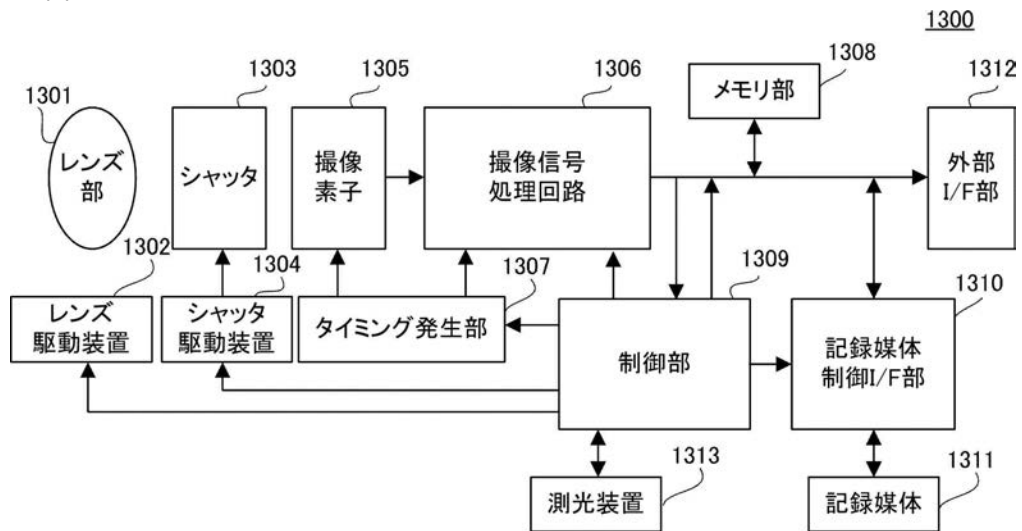 1300
1301
1303
1305
1306
1308
1312
レンズ
部
シャッタ
撮像
素子
撮像信号
処理回路
メモリ部
外部
I/F部
1302
1304
1307
1309
1310
レンズ
駆動装置
シャッタ
駆動装置
タイミング発生部
制御部
記録媒体
制御I/F部
1313
1311
測光装置
記録媒体